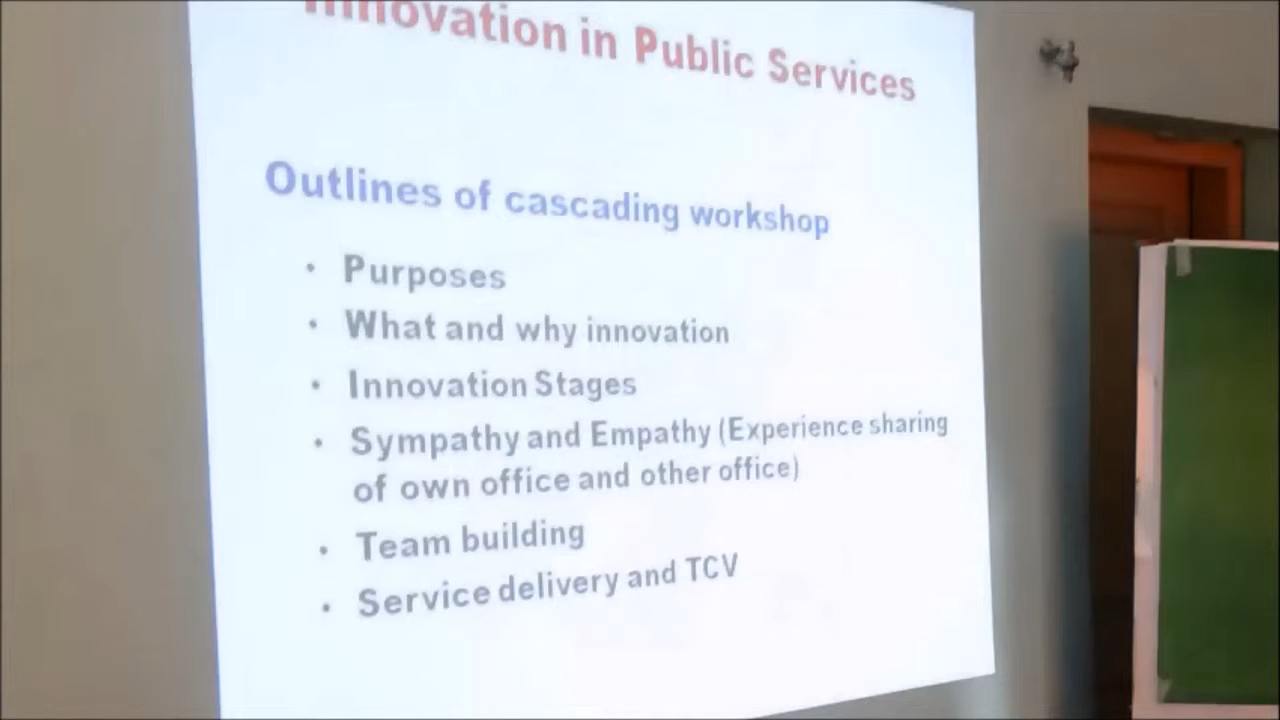 Innovation in Public Services
Outlines of cascading workshop
• Purposes
• What and why innovation
• Innovation Stages
• Sympathy and Empathy (Experience sharing
of own office and other office)
• Team building
• Service delivery and TCV